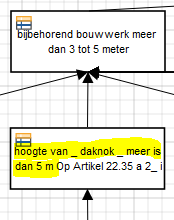 bijbehorend bouwwerk meer
dan 3 tot 5 meter
hoogte van _ daknok _ meer is
dan 5 m Op Artikel 22.35 a 2_ i